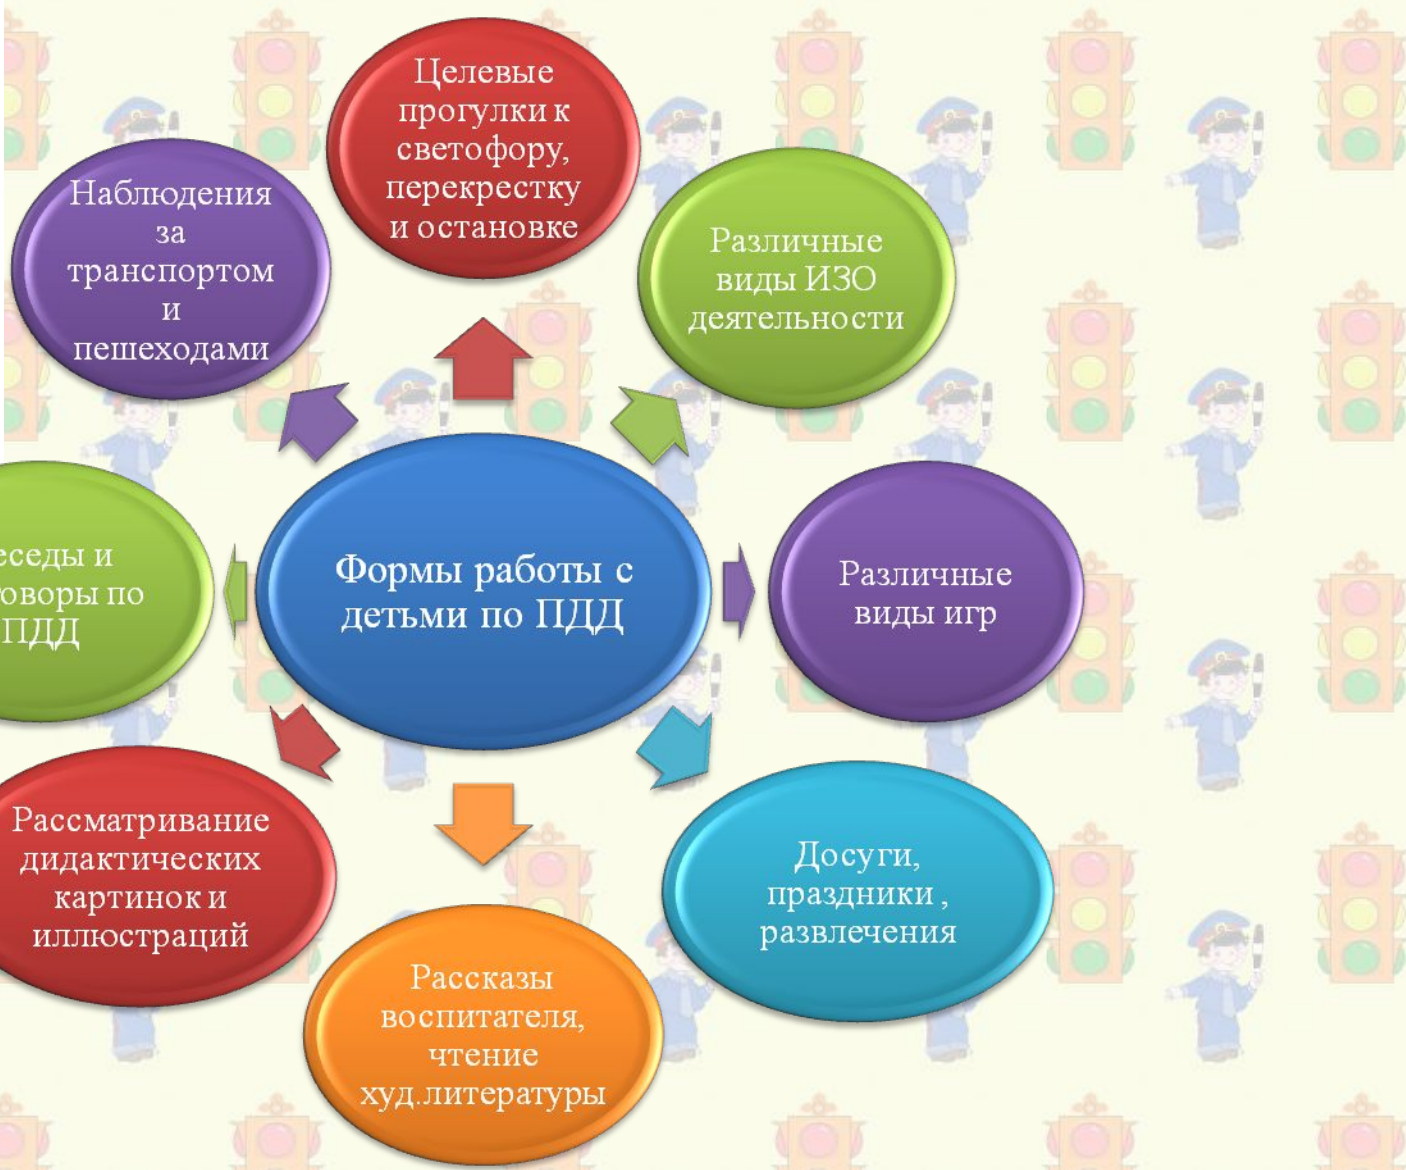 Целевые
прогулки к
светофору,
перекрестку
и остановке
Наблюдения
за
транспортом
и
пешеходами
Различные
виды ИЗО
деятельности
Формы работы с
детьми по ПДД
и
по
ПДД
Различные
виды игр
Рассматривание
дидактических
картинок и
иллюстраций
Досуги,
праздники ,
развлечения
Рассказы
воспитателя,
чтение
худ.литературы